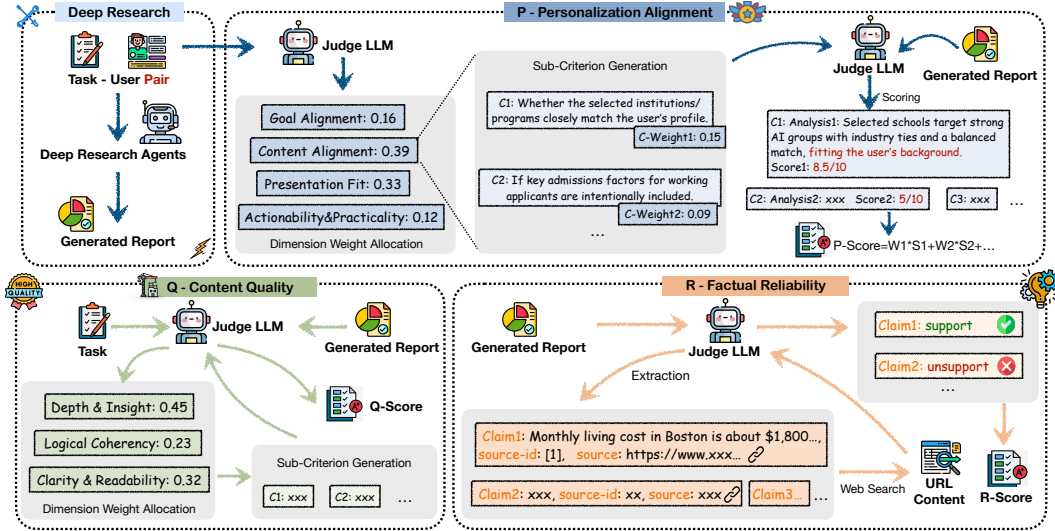 Deep Research
Task - User Pair
Deep Research Agents
Generated Report
P - Personalization Alignment
Judge LLM
Goal Alignment: 0.16
Content Alignment: 0.39
Presentation Fit: 0.33
Actionability&Practicality: 0.12
Dimension Weight Allocation
Sub-Criterion Generation
C1: Whether the selected institutions/
programs closely match the user's profile.
C-Weight1: 0.15
C2: If key admissions factors for working
applicants are intentionally included.
C-Weight2: 0.09
...
Judge LLM
Generated Report
Scoring
C1: Analysis1: Selected schools target strong
AI groups with industry ties and a balanced
match, fitting the user's background.
Score1: 8.5/10
C2: Analysis2: xxx Score2: 5/10
C3: xxx
...
A+
P-Score=W1*S1+W2*S2+...
HIGH
QUALITY
Q - Content Quality
Task
Judge LLM
Generated Report
A+
Q-Score
Depth & Insight: 0.45
Logical Coherency: 0.23
Clarity & Readability: 0.32
Dimension Weight Allocation
Sub-Criterion Generation
C1: xxx
C2: xxx
...
R - Factual Reliability
Generated Report
Judge LLM
Extraction
Claim1: support
Claim2: unsupport
...
Claim1: Monthly living cost in Boston is about $1,800...,
source-id: [1], source: https://www.xxx...
Claim2: xxx, source-id: xx, source: xxx
Claim3...
...
Web Search
URL
Content
A+
R-Score